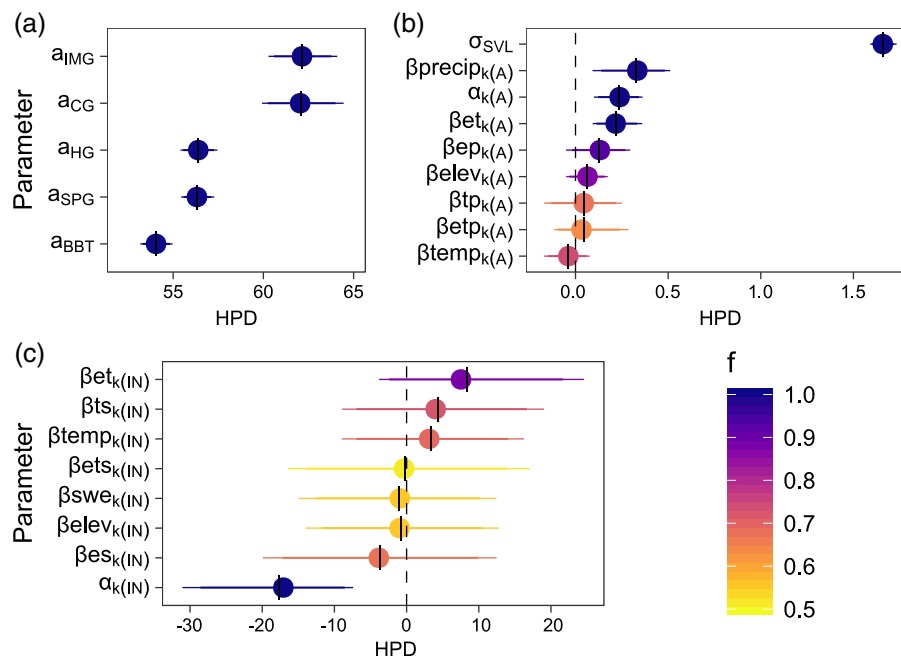 (a)
Parameter
a_IMG
a_CG
a_HG
a_SPG
a_BBT
55 60 65
HPD
(b)
σ_SVL
βprecip_k(A)
α_k(A)
βet_k(A)
βep_k(A)
βelev_k(A)
βtp_k(A)
βetp_k(A)
βtemp_k(A)
0.0 0.5 1.0 1.5
HPD
(c)
Parameter
βet_k(IN)
βts_k(IN)
βtemp_k(IN)
βets_k(IN)
βswe_k(IN)
βelev_k(IN)
βes_k(IN)
α_k(IN)
-30 -20 -10 0 10 20
HPD
f
1.0
0.9
0.8
0.7
0.6
0.5